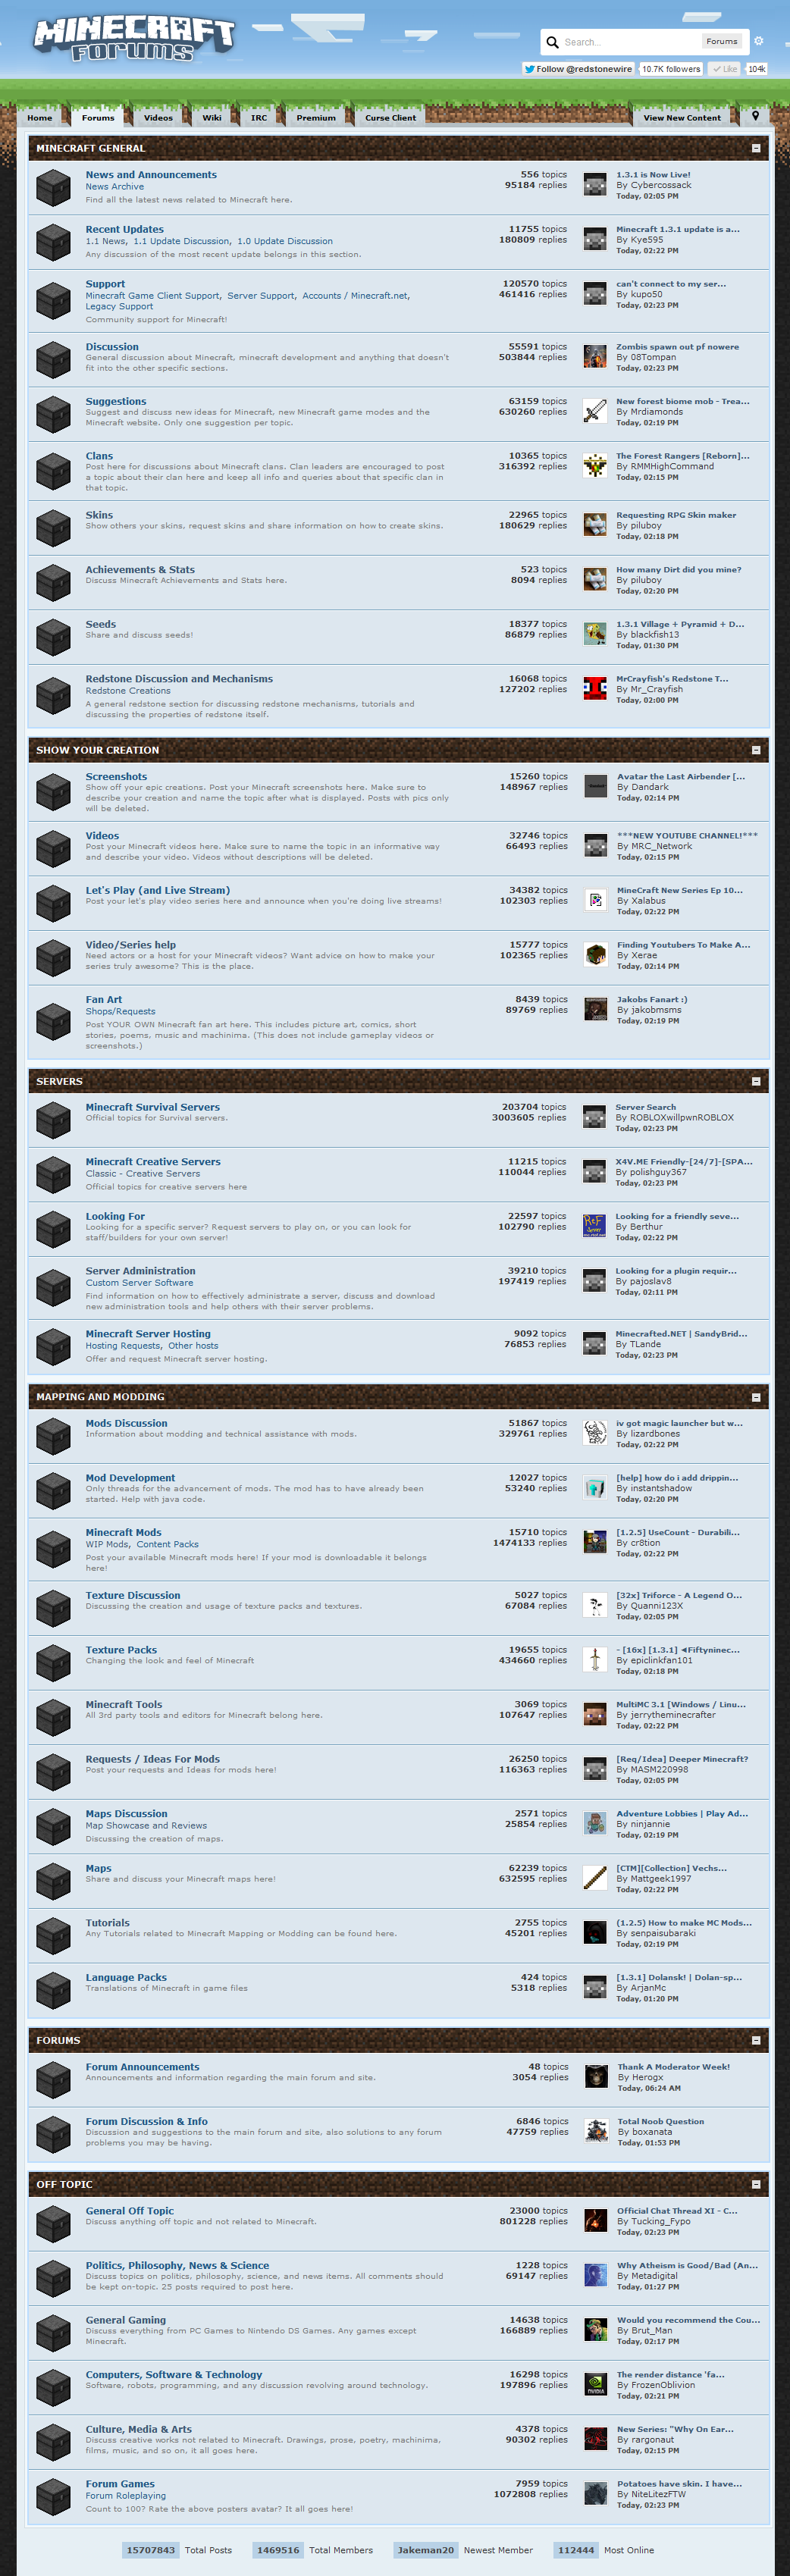 MINECRAFT
FORUMS
Search...
Forums
Follow @redstonewire
10.7K followers
Like
104k
Home
Forums
Videos
Wiki
IRC
Premium
Curse Client
View New Content
MINECRAFT GENERAL
News and Announcements
News Archive
Find all the latest news related to Minecraft here.
556 topics
95184 replies
1.3.1 is Now Live!
By Cybercossack
Today, 02:05 PM
Recent Updates
1.1 News, 1.1 Update Discussion, 1.0 Update Discussion
Any discussion of the most recent update belongs in this section.
11755 topics
180809 replies
Minecraft 1.3.1 update is a...
By Kye595
Today, 02:22 PM
Support
Minecraft Game Client Support, Server Support, Accounts / Minecraft.net,
Legacy Support
Community support for Minecraft!
120570 topics
461416 replies
can't connect to my ser...
By kupo50
Today, 02:23 PM
Discussion
General discussion about Minecraft, minecraft development and anything that doesn't
fit into the other specific sections.
55591 topics
503844 replies
Zombis spawn out pf nowere
By 08Tompan
Today, 02:23 PM
Suggestions
Suggest and discuss new ideas for Minecraft, new Minecraft game modes and the
Minecraft website. Only one suggestion per topic.
63159 topics
630260 replies
New forest biome mob - Trea...
By Mrdiamonds
Today, 02:19 PM
Clans
Post here for discussions about Minecraft clans. Clan leaders are encouraged to post
a topic about their clan here and keep all info and queries about that specific clan in
that topic.
10365 topics
316392 replies
The Forest Rangers [Reborn]...
By RMMHighCommand
Today, 02:15 PM
Skins
Show others your skins, request skins and share information on how to create skins.
22965 topics
180629 replies
Requesting RPG Skin maker
By piluboy
Today, 02:18 PM
Achievements & Stats
Discuss Minecraft Achievements and Stats here.
523 topics
8094 replies
How many Dirt did you mine?
By piluboy
Today, 02:20 PM
Seeds
Share and discuss seeds!
18377 topics
86879 replies
1.3.1 Village + Pyramid + D...
By blackfish13
Today, 01:30 PM
Redstone Discussion and Mechanisms
Redstone Creations
A general redstone section for discussing redstone mechanisms, tutorials and
discussing the properties of redstone itself.
16068 topics
127202 replies
MrCrayfish's Redstone T...
By Mr_Crayfish
Today, 02:00 PM
SHOW YOUR CREATION
Screenshots
Show off your epic creations. Post your Minecraft screenshots here. Make sure to
describe your creation and name the topic after what is displayed. Posts with pics only
will be deleted.
15260 topics
148967 replies
Avatar the Last Airbender [...
By Dandark
Today, 02:14 PM
Videos
Post your Minecraft videos here. Make sure to name the topic in an informative way
and describe your video. Videos without descriptions will be deleted.
32746 topics
66493 replies
***NEW YOUTUBE CHANNEL!***
By MRC_Network
Today, 02:15 PM
Let's Play (and Live Stream)
Post your let's play video series here and announce when you're doing live streams!
34382 topics
102303 replies
MineCraft New Series Ep 10...
By Xalabus
Today, 02:22 PM
Video/Series help
Need actors or a host for your Minecraft videos? Want advice on how to make your
series truly awesome? This is the place.
15777 topics
102365 replies
Finding Youtubers To Make A...
By Xerae
Today, 02:14 PM
Fan Art
Shops/Requests
Post YOUR OWN Minecraft fan art here. This includes picture art, comics, short
stories, poems, music and machinima. (This does not include gameplay videos or
screenshots.)
8439 topics
89769 replies
Jakobs Fanart :)
By jakobmsms
Today, 02:19 PM
SERVERS
Minecraft Survival Servers
Official topics for Survival servers.
203704 topics
3003605 replies
Server Search
By ROBLOXwillpwnROBLOX
Today, 02:23 PM
Minecraft Creative Servers
Classic - Creative Servers
Official topics for creative servers here
11215 topics
110044 replies
X4V.ME Friendly-[24/7]-[SPA...
By polishguy367
Today, 02:23 PM
Looking For
Looking for a specific server? Request servers to play on, or you can look for
staff/builders for your own server!
22597 topics
102790 replies
Looking for a friendly seve...
By Berthur
Today, 02:22 PM
Server Administration
Custom Server Software
Find information on how to effectively administrate a server, discuss and download
new administration tools and help others with their server problems.
39210 topics
197419 replies
Looking for a plugin requir...
By pajoslav8
Today, 02:11 PM
Minecraft Server Hosting
Hosting Requests, Other hosts
Offer and request Minecraft server hosting.
9092 topics
76853 replies
Minecrafted.NET | SandyBrid...
By TLande
Today, 02:23 PM
MAPPING AND MODDING
Mods Discussion
Information about modding and technical assistance with mods.
51867 topics
329761 replies
iv got magic launcher but w...
By lizardbones
Today, 02:22 PM
Mod Development
Only threads for the advancement of mods. The mod has to have already been
started. Help with java code.
12027 topics
53240 replies
[help] how do i add drippin...
By instantshadow
Today, 02:20 PM
Minecraft Mods
WIP Mods, Content Packs
Post your available Minecraft mods here! If your mod is downloadable it belongs
here!
15710 topics
1474133 replies
[1.2.5] UseCount - Durabili...
By cr8tion
Today, 02:22 PM
Texture Discussion
Discussing the creation and usage of texture packs and textures.
5027 topics
67084 replies
[32x] Triforce - A Legend O...
By Quanni123X
Today, 02:05 PM
Texture Packs
Changing the look and feel of Minecraft
19655 topics
434660 replies
- [16x] [1.3.1] ◄Fiftyninec...
By epiclinkfan101
Today, 02:18 PM
Minecraft Tools
All 3rd party tools and editors for Minecraft belong here.
3069 topics
107647 replies
MultiMC 3.1 [Windows / Linu...
By jerrytheminecrafter
Today, 02:22 PM
Requests / Ideas For Mods
Post your requests and Ideas for mods here!
26250 topics
116363 replies
[Req/Idea] Deeper Minecraft?
By MASM220998
Today, 02:05 PM
Maps Discussion
Map Showcase and Reviews
Discussing the creation of maps.
2571 topics
25854 replies
Adventure Lobbies | Play Ad...
By ninjannie
Today, 02:19 PM
Maps
Share and discuss your Minecraft maps here!
62239 topics
632595 replies
[CTM][Collection] Vechs...
By Mattgeek1997
Today, 02:22 PM
Tutorials
Any Tutorials related to Minecraft Mapping or Modding can be found here.
2755 topics
45201 replies
(1.2.5) How to make MC Mods...
By senpaisubaraki
Today, 02:19 PM
Language Packs
Translations of Minecraft in game files
424 topics
5318 replies
[1.3.1] Dolansk! | Dolan-sp...
By ArjanMc
Today, 01:20 PM
FORUMS
Forum Announcements
Announcements and information regarding the main forum and site.
48 topics
3054 replies
Thank A Moderator Week!
By Herogx
Today, 06:24 AM
Forum Discussion & Info
Discussion and suggestions to the main forum and site, also solutions to any forum
problems you may be having.
6846 topics
47759 replies
Total Noob Question
By boxanata
Today, 01:53 PM
OFF TOPIC
General Off Topic
Discuss anything off topic and not related to Minecraft.
23000 topics
801228 replies
Official Chat Thread XI - C...
By Tucking_Fypo
Today, 02:23 PM
Politics, Philosophy, News & Science
Discuss topics on politics, philosophy, science, and news items. All comments should
be kept on-topic. 25 posts required to post here.
1228 topics
69147 replies
Why Atheism is Good/Bad (An...
By Metadigital
Today, 01:27 PM
General Gaming
Discuss everything from PC Games to Nintendo DS Games. Any games except
Minecraft.
14638 topics
166889 replies
Would you recommend the Cou...
By Brut_Man
Today, 02:17 PM
Computers, Software & Technology
Software, robots, programming, and any discussion revolving around technology.
16298 topics
197896 replies
The render distance 'fa...
By FrozenOblivion
Today, 02:21 PM
Culture, Media & Arts
Discuss creative works not related to Minecraft. Drawings, prose, poetry, machinima,
films, music, and so on, it all goes here.
4378 topics
90302 replies
New Series: "Why On Ear...
By rargonaut
Today, 02:15 PM
Forum Games
Forum Roleplaying
Count to 100? Rate the above posters avatar? It all goes here!
7959 topics
1072808 replies
Potatoes have skin. I have...
By NiteLitezFTW
Today, 02:23 PM
15707843 Total Posts
1469516 Total Members
Jakeman20 Newest Member
112444 Most Online